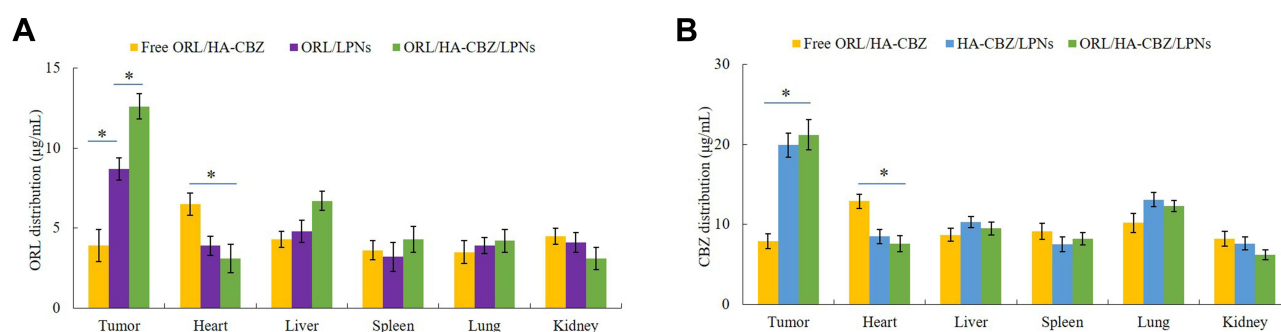 A
Free ORL/HA-CBZ ORL/LPNs ORL/HA-CBZ/LPNs
ORL distribution (μg/mL)
15
10
5
0
* * *
Tumor Heart Liver Spleen Lung Kidney
B
Free ORL/HA-CBZ HA-CBZ/LPNs ORL/HA-CBZ/LPNs
CBZ distribution (μg/mL)
30
20
10
0
* *
Tumor Heart Liver Spleen Lung Kidney